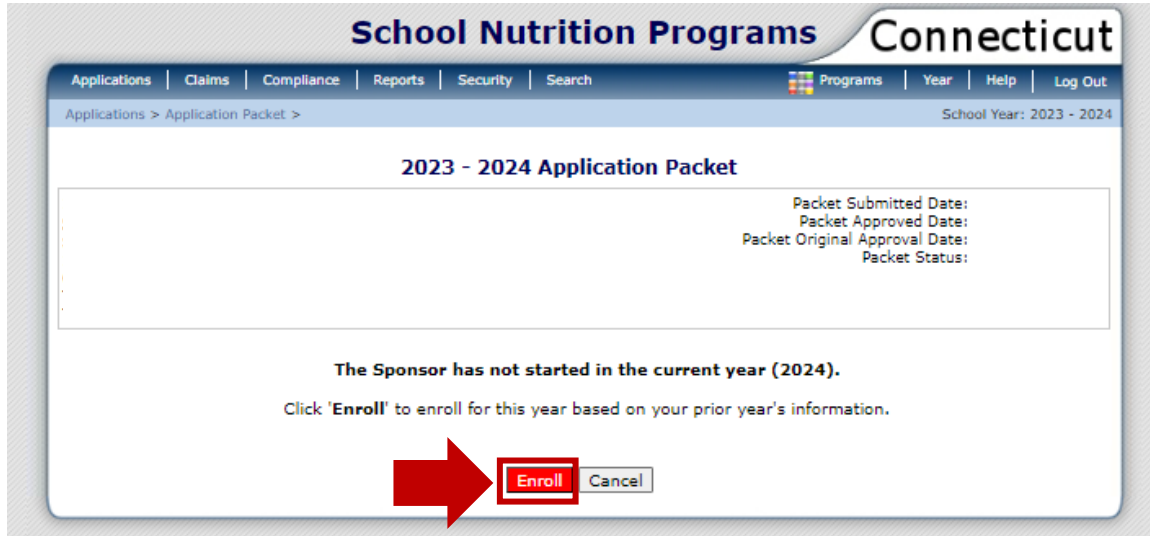 School Nutrition Programs Connecticut
Applications | Claims | Compliance | Reports | Security | Search Programs | Year | Help | Log Out
Applications > Application Packet > School Year: 2023 - 2024
2023 - 2024 Application Packet
Packet Submitted Date:
Packet Approved Date:
Packet Original Approval Date:
Packet Status:
The Sponsor has not started in the current year (2024).
Click 'Enroll' to enroll for this year based on your prior year's information.
Enroll Cancel